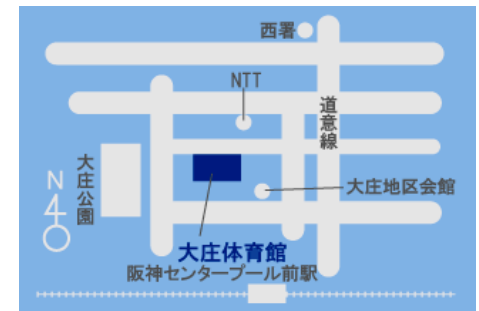 西署
NTT
道意線
大庄公園
N
大庄地区会館
大庄体育館
阪神センタープール前駅